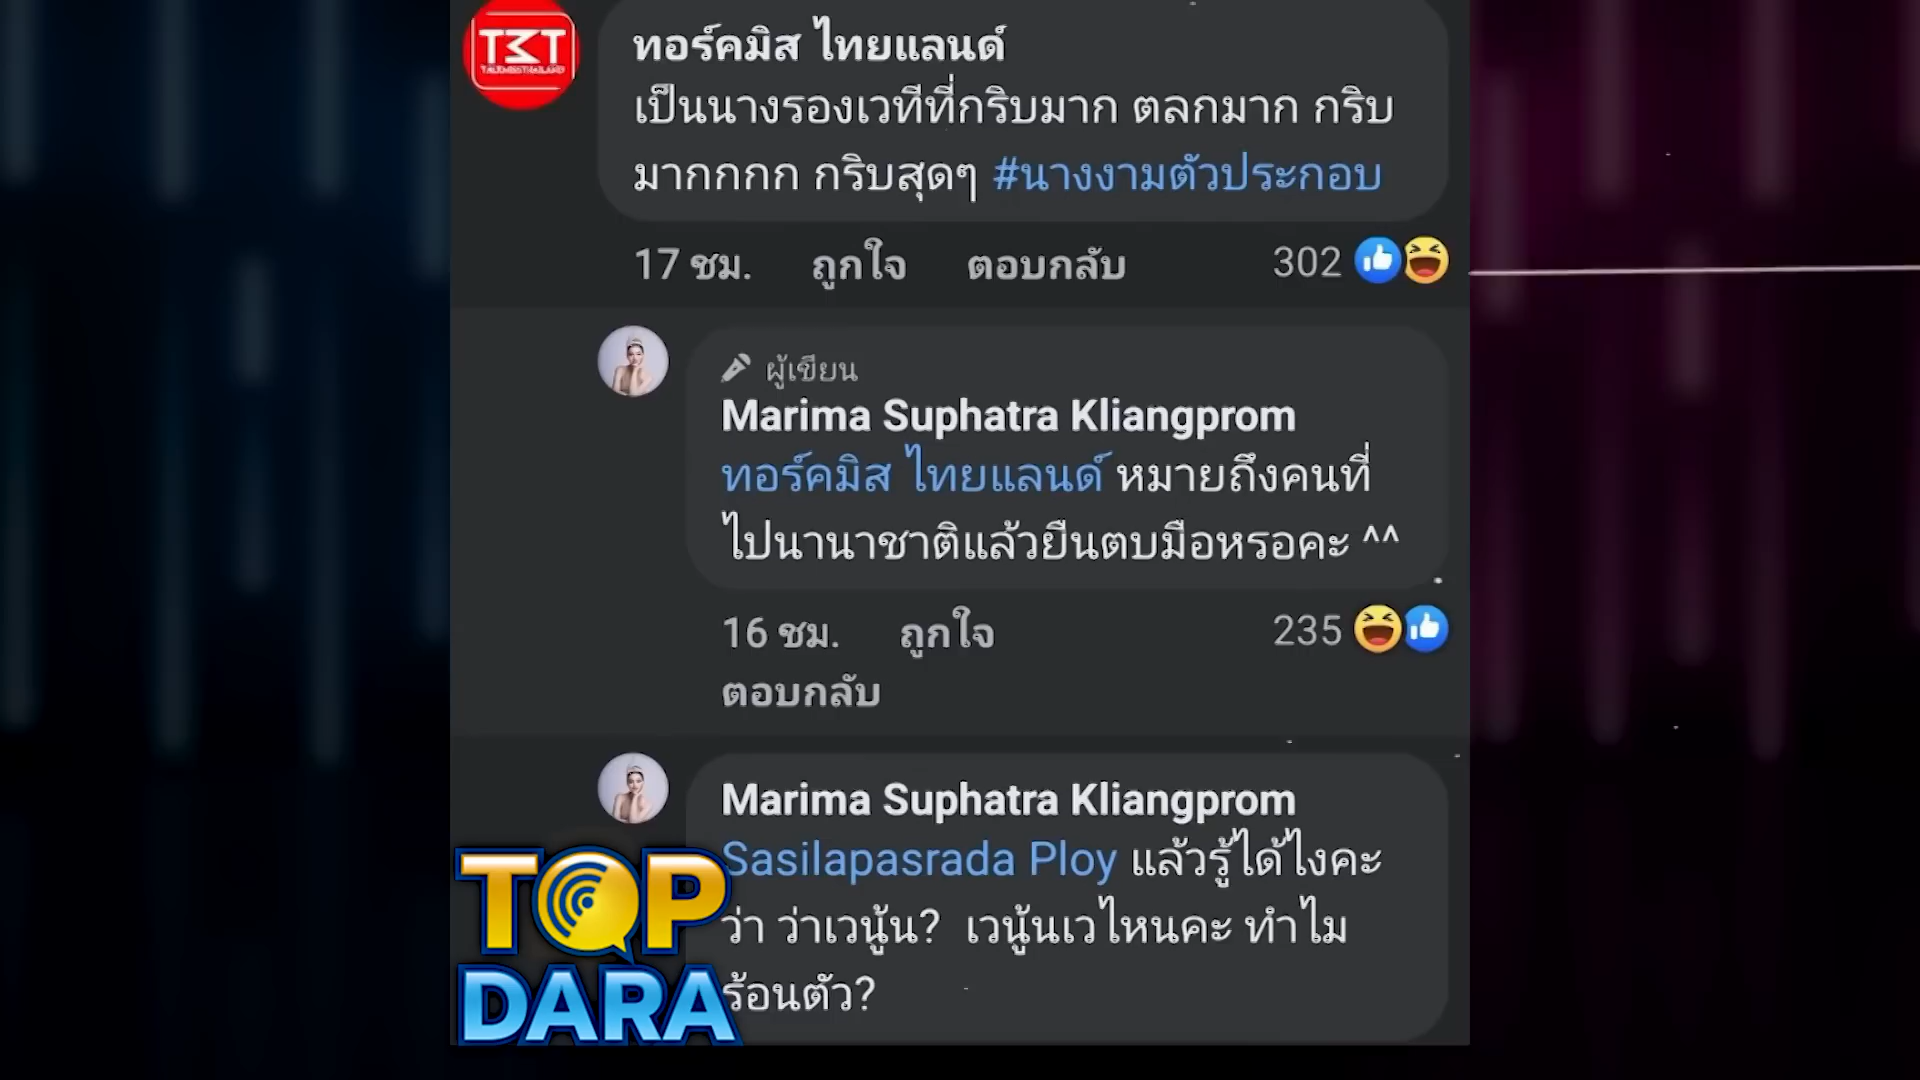 TMT
ทอร์คมิส ไทยแลนด์
เป็นนางรองเวทีที่กริบมาก ตลกมาก กริบ
มากกกก กริบสุดๆ #นางงามตัวประกอบ
17 ชม. ถูกใจ ตอบกลับ 302
ผู้เขียน
Marima Suphatra Kliangprom
ทอร์คมิส ไทยแลนด์ หมายถึงคนที่
ไปนานาชาติแล้วยืนตบมือหรอคะ ^^
16 ชม. ถูกใจ 235
ตอบกลับ
Marima Suphatra Kliangprom
Sasilapasrada Ploy แล้วรู้ได้ไงคะ
ว่า ว่าเวนู้น? เวนู้นเวไหนคะ ทำไม
ร้อนตัว?
TOP
DARA